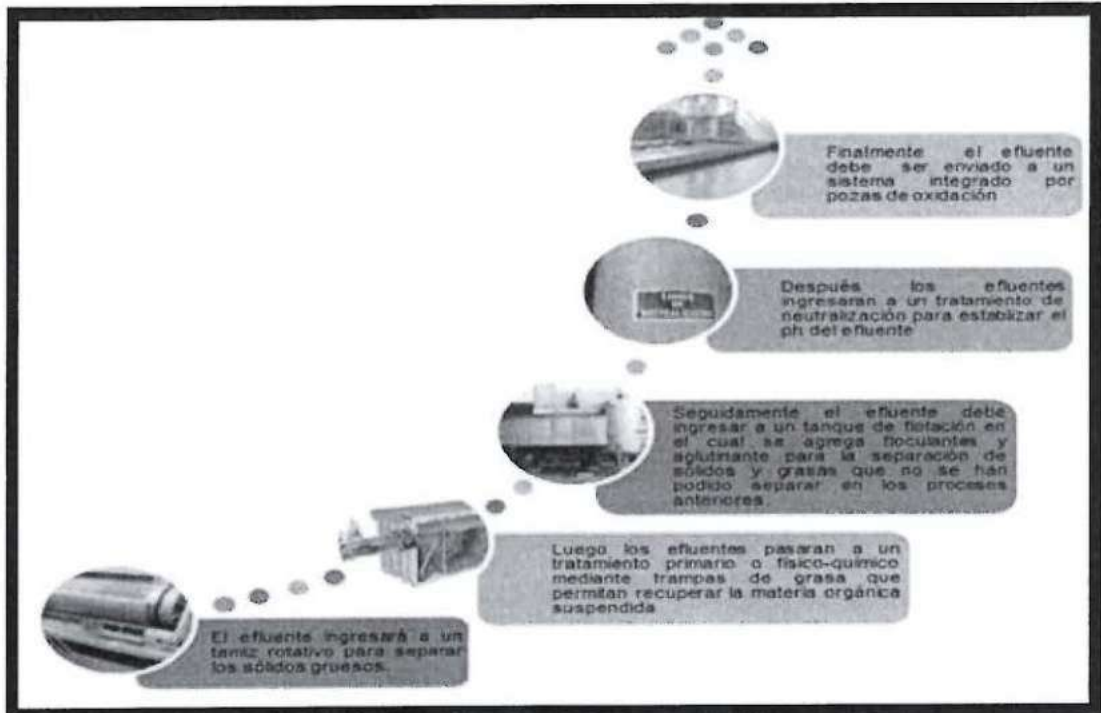 Finalmente el efluente
debe ser enviado a un
sistema integrado por
pozas de oxidación
Después los efluentes
ingresaran a un tratamiento de
neutralización para establizar el
ph del efluente
Seguidamente el efluente debe
ingresar a un tanque de flotación en
el cual se agrega floculantes y
aglutinante para la separación de
sólidos y grasas que no se han
podido separar en los procesos
anteriores.
Luego los efluentes pasaran a un
tratamiento primario o físico-químico
mediante trampas de grasa que
permitan recuperar la materia orgánica
suspendida
El efluente ingresará a un
tamiz rotativo para separar
los sólidos gruesos.